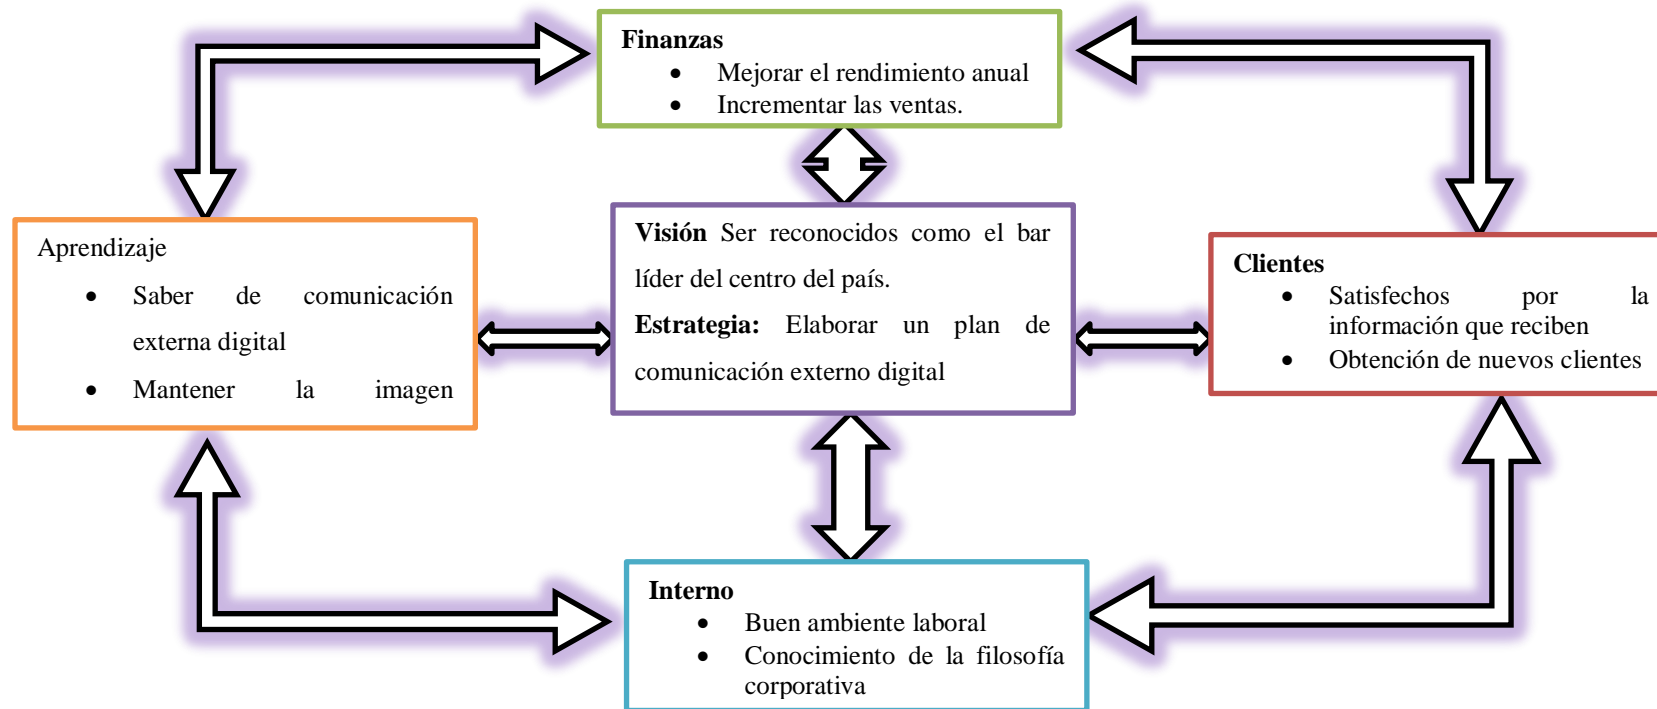 Finanzas
• Mejorar el rendimiento anual
• Incrementar las ventas.
Aprendizaje
• Saber de comunicación
externa digital
• Mantener la imagen
Visión Ser reconocidos como el bar
líder del centro del país.
Estrategia: Elaborar un plan de
comunicación externo digital
Clientes
• Satisfechos por la
información que reciben
• Obtención de nuevos clientes
Interno
• Buen ambiente laboral
• Conocimiento de la filosofía
corporativa